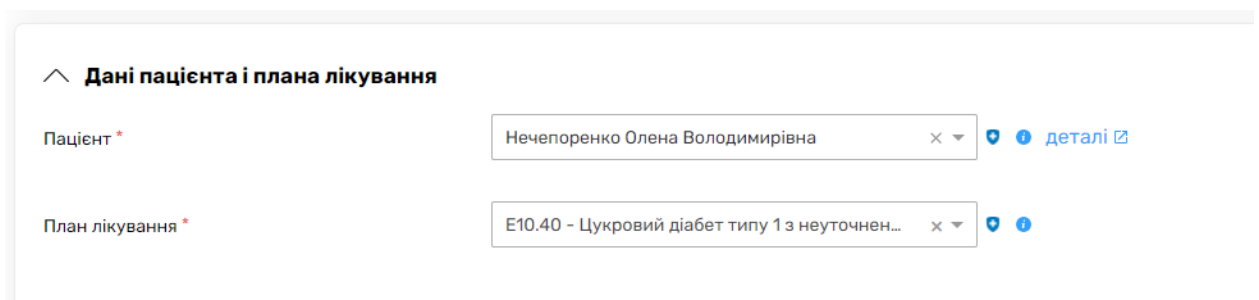 Дані пацієнта і плана лікування
Пацієнт *
Нечепоренко Олена Володимирівна
деталі
План лікування *
E10.40 - Цукровий діабет типу 1 з неуточнен...